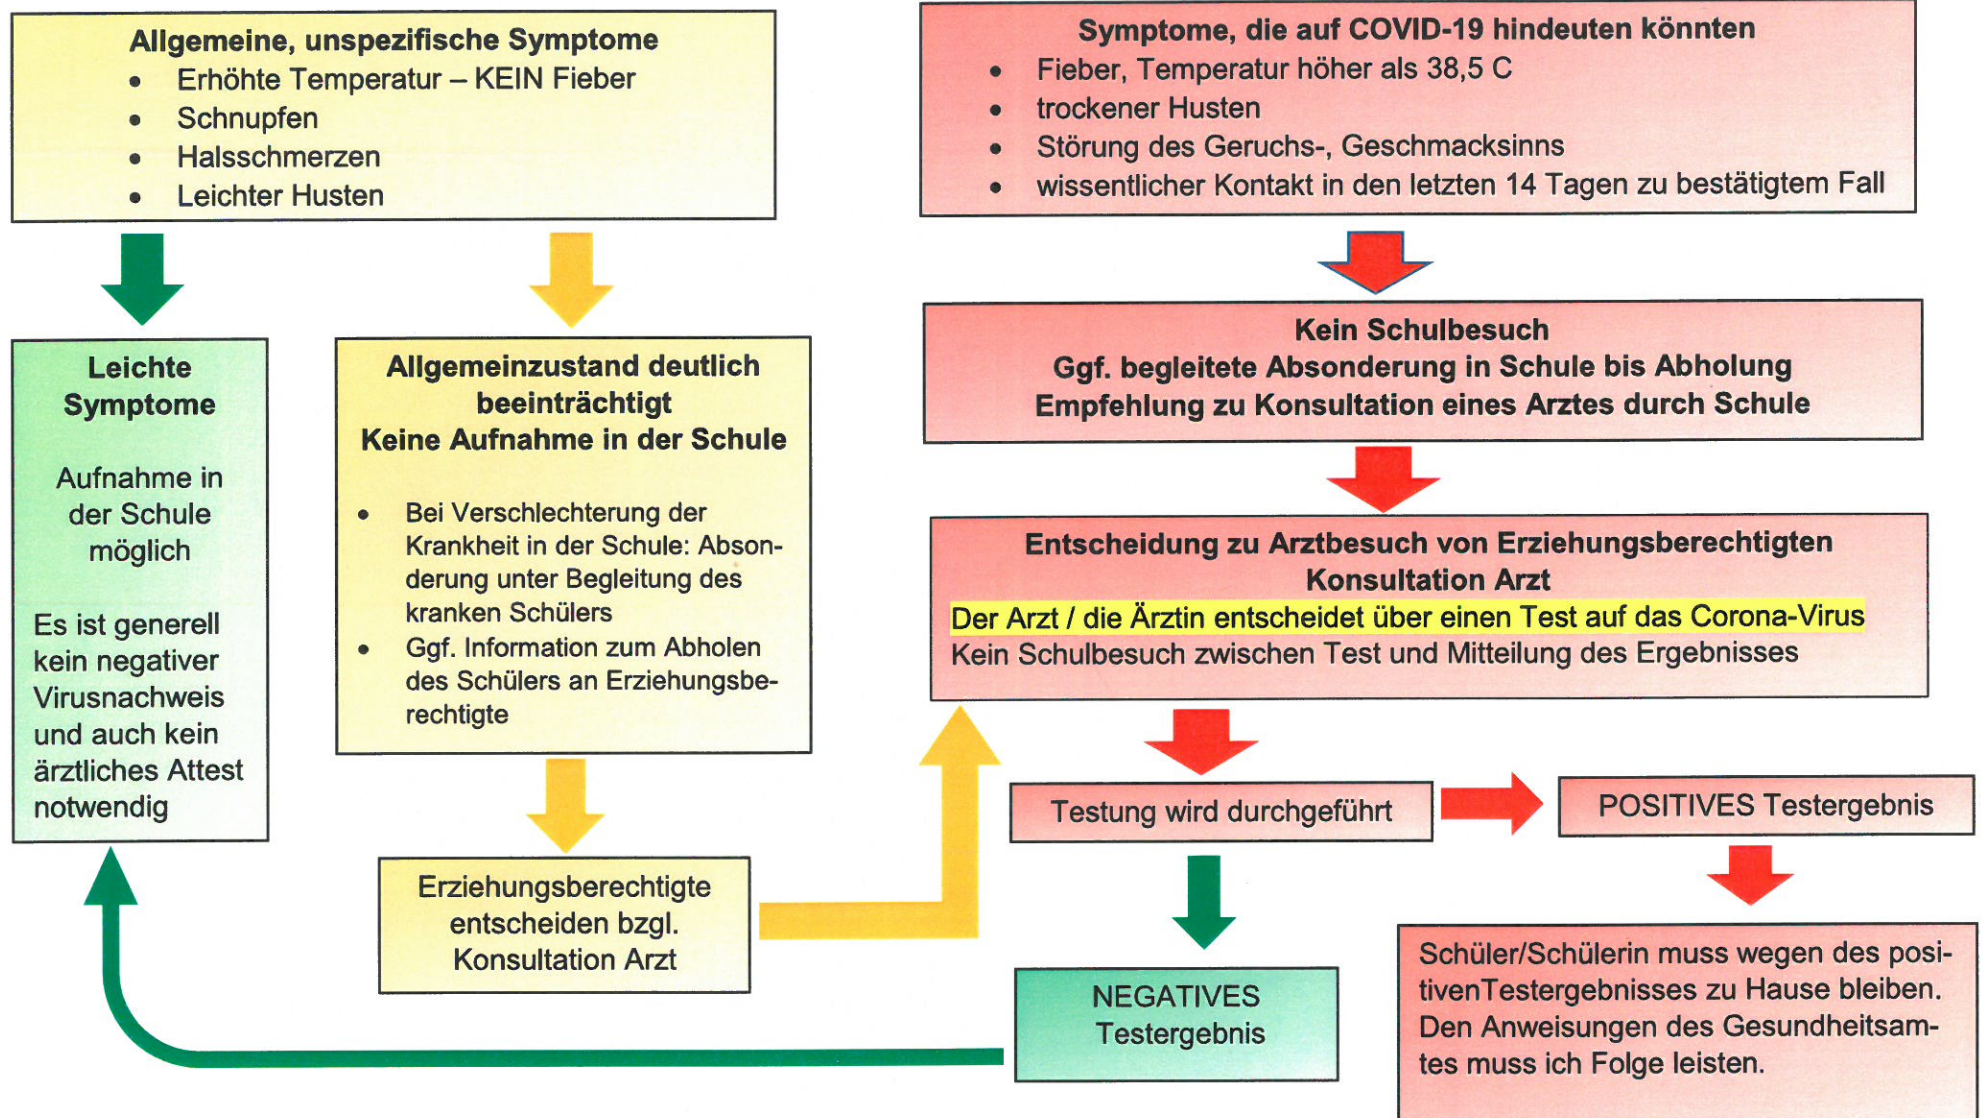 Allgemeine, unspezifische Symptome
• Erhöhte Temperatur – KEIN Fieber
• Schnupfen
• Halsschmerzen
• Leichter Husten
Symptome, die auf COVID-19 hindeuten könnten
• Fieber, Temperatur höher als 38,5 C
• trockener Husten
• Störung des Geruchs-, Geschmacksinns
• wissentlicher Kontakt in den letzten 14 Tagen zu bestätigtem Fall
Leichte
Symptome
Aufnahme in
der Schule
möglich
Es ist generell
kein negativer
Virusnachweis
und auch kein
ärztliches Attest
notwendig
Allgemeinzustand deutlich
beeinträchtigt
Keine Aufnahme in der Schule
• Bei Verschlechterung der
Krankheit in der Schule: Abson-
derung unter Begleitung des
kranken Schülers
• Ggf. Information zum Abholen
des Schülers an Erziehungsbe-
rechtigte
Erziehungsberechtigte
entscheiden bzgl.
Konsultation Arzt
Kein Schulbesuch
Ggf. begleitete Absonderung in Schule bis Abholung
Empfehlung zu Konsultation eines Arztes durch Schule
Entscheidung zu Arztbesuch von Erziehungsberechtigten
Konsultation Arzt
Der Arzt / die Ärztin entscheidet über einen Test auf das Corona-Virus
Kein Schulbesuch zwischen Test und Mitteilung des Ergebnisses
Testung wird durchgeführt
POSITIVES Testergebnis
NEGATIVES
Testergebnis
Schüler/Schülerin muss wegen des posi-
tivenTestergebnisses zu Hause bleiben.
Den Anweisungen des Gesundheitsam-
tes muss ich Folge leisten.